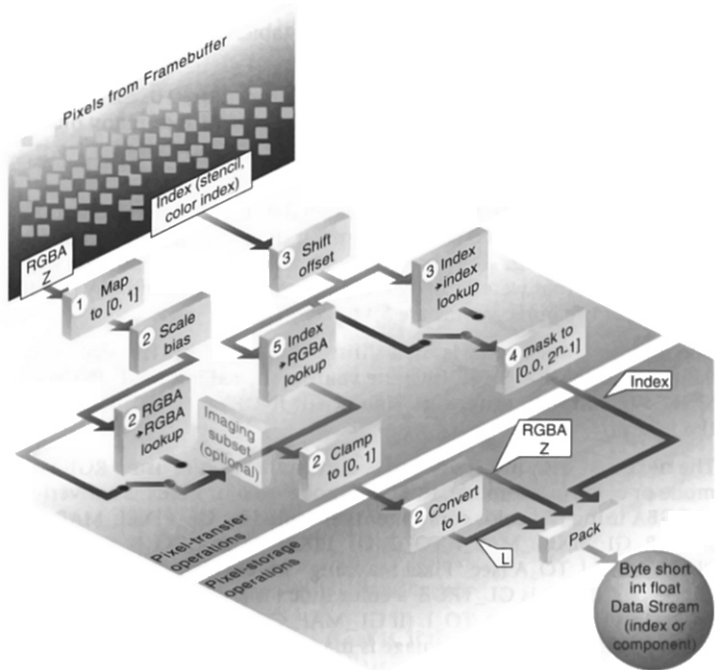 Pixels from Framebuffer
Index (stencil,
color index)
RGBA
Z
1 Map
to [0, 1]
2 Scale
bias
3 Shift
offset
3 Index
index
lookup
5 Index
RGBA
lookup
4 mask to
[0.0, 2ⁿ-1]
2 RGBA
RGBA
lookup
Imaging
subset
(optional)
2 Clamp
to [0, 1]
Index
RGBA
Z
2 Convert
to L
L
Pack
Pixel-transfer
operations
Pixel-storage
operations
Byte short
int float
Data Stream
(index or
component)